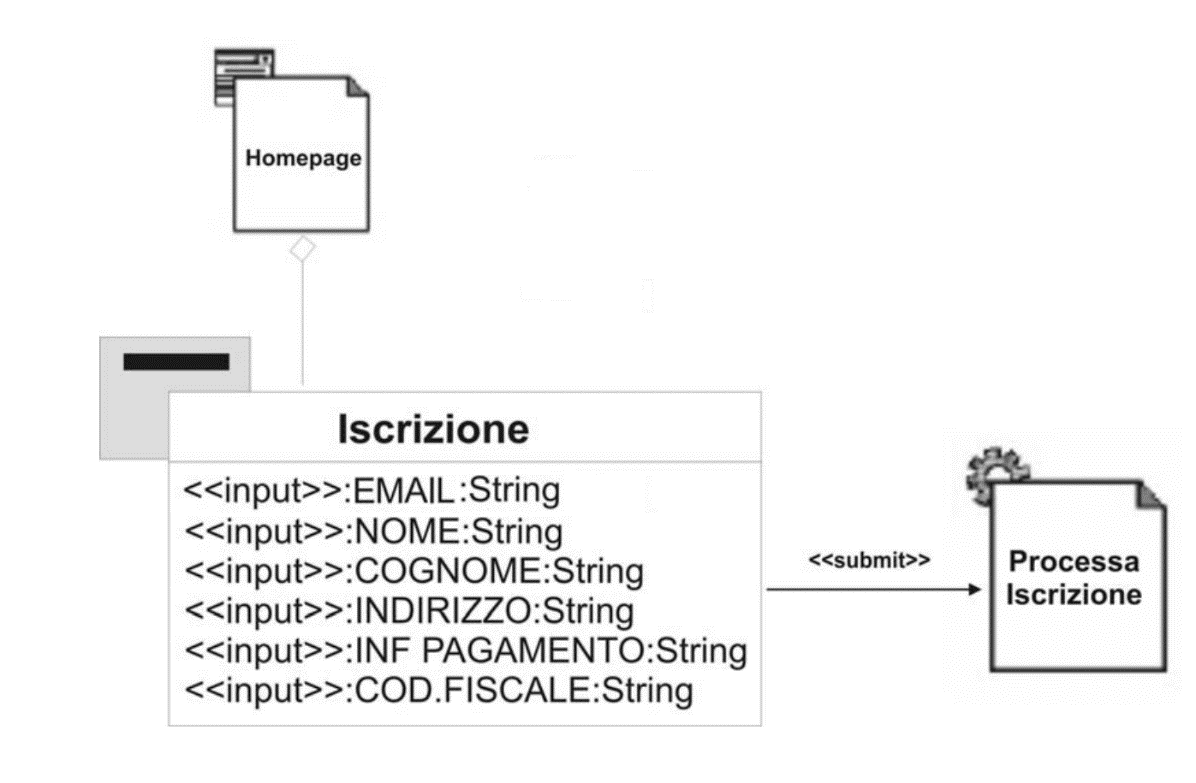 Homepage
Iscrizione
<<input>>:EMAIL:String
<<input>>:NOME:String
<<input>>:COGNOME:String
<<input>>:INDIRIZZO:String
<<input>>:INF PAGAMENTO:String
<<input>>:COD.FISCALE:String
<<submit>>
Processa
Iscrizione